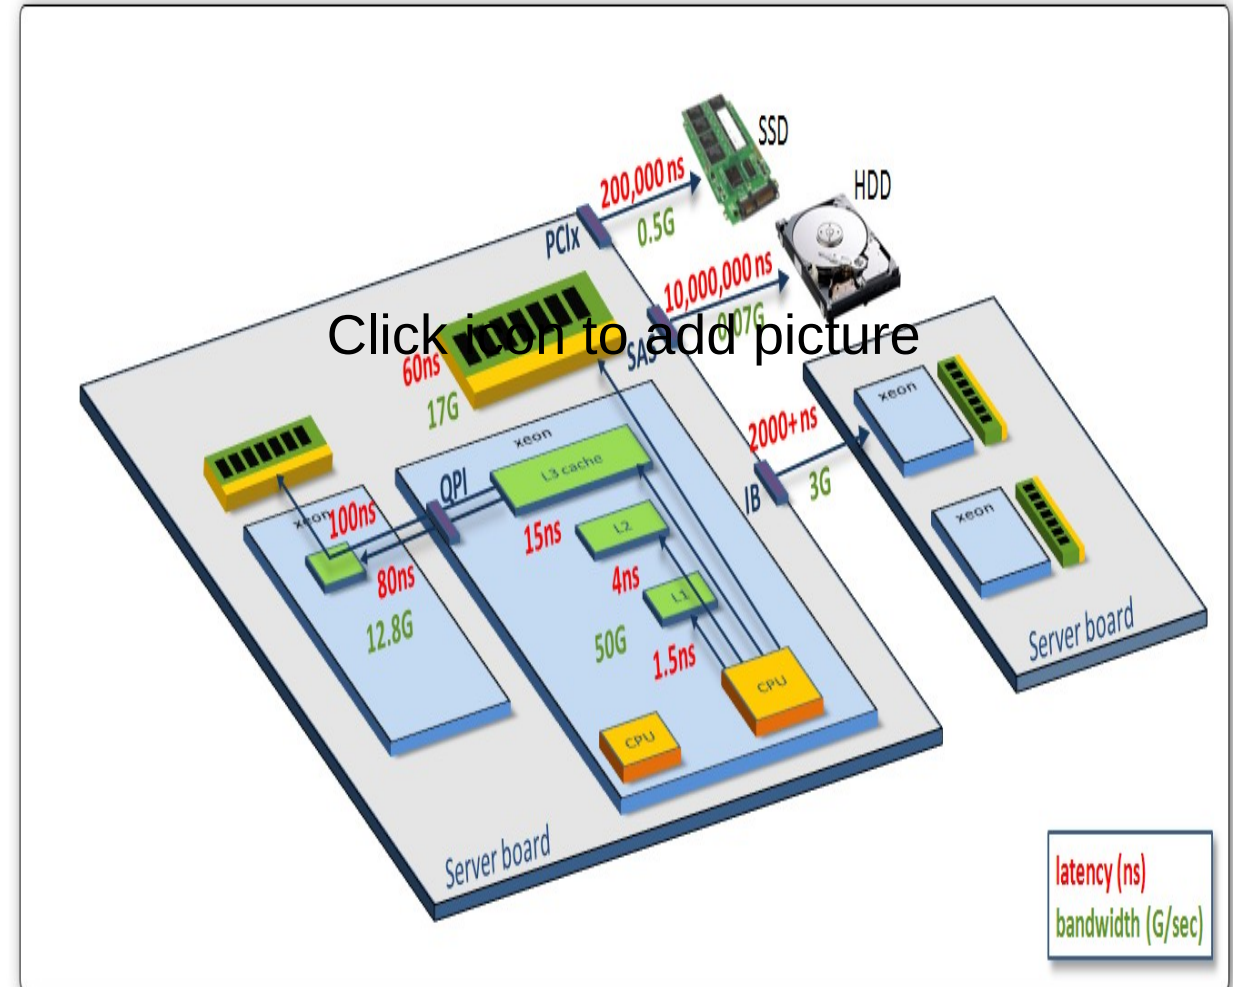 SSD
HDD
200,000 ns
0.5G
PCIx
10,000,000 ns
0.07G
Click icon to add picture
SAS
60ns
17G
xeon
L3 cache
QPI
xeon
100ns
80ns
12.8G
15ns
L2
4ns
L1
50G
1.5ns
CPU
CPU
2000+ns
IB
3G
xeon
xeon
Server board
Server board
latency (ns)
bandwidth (G/sec)